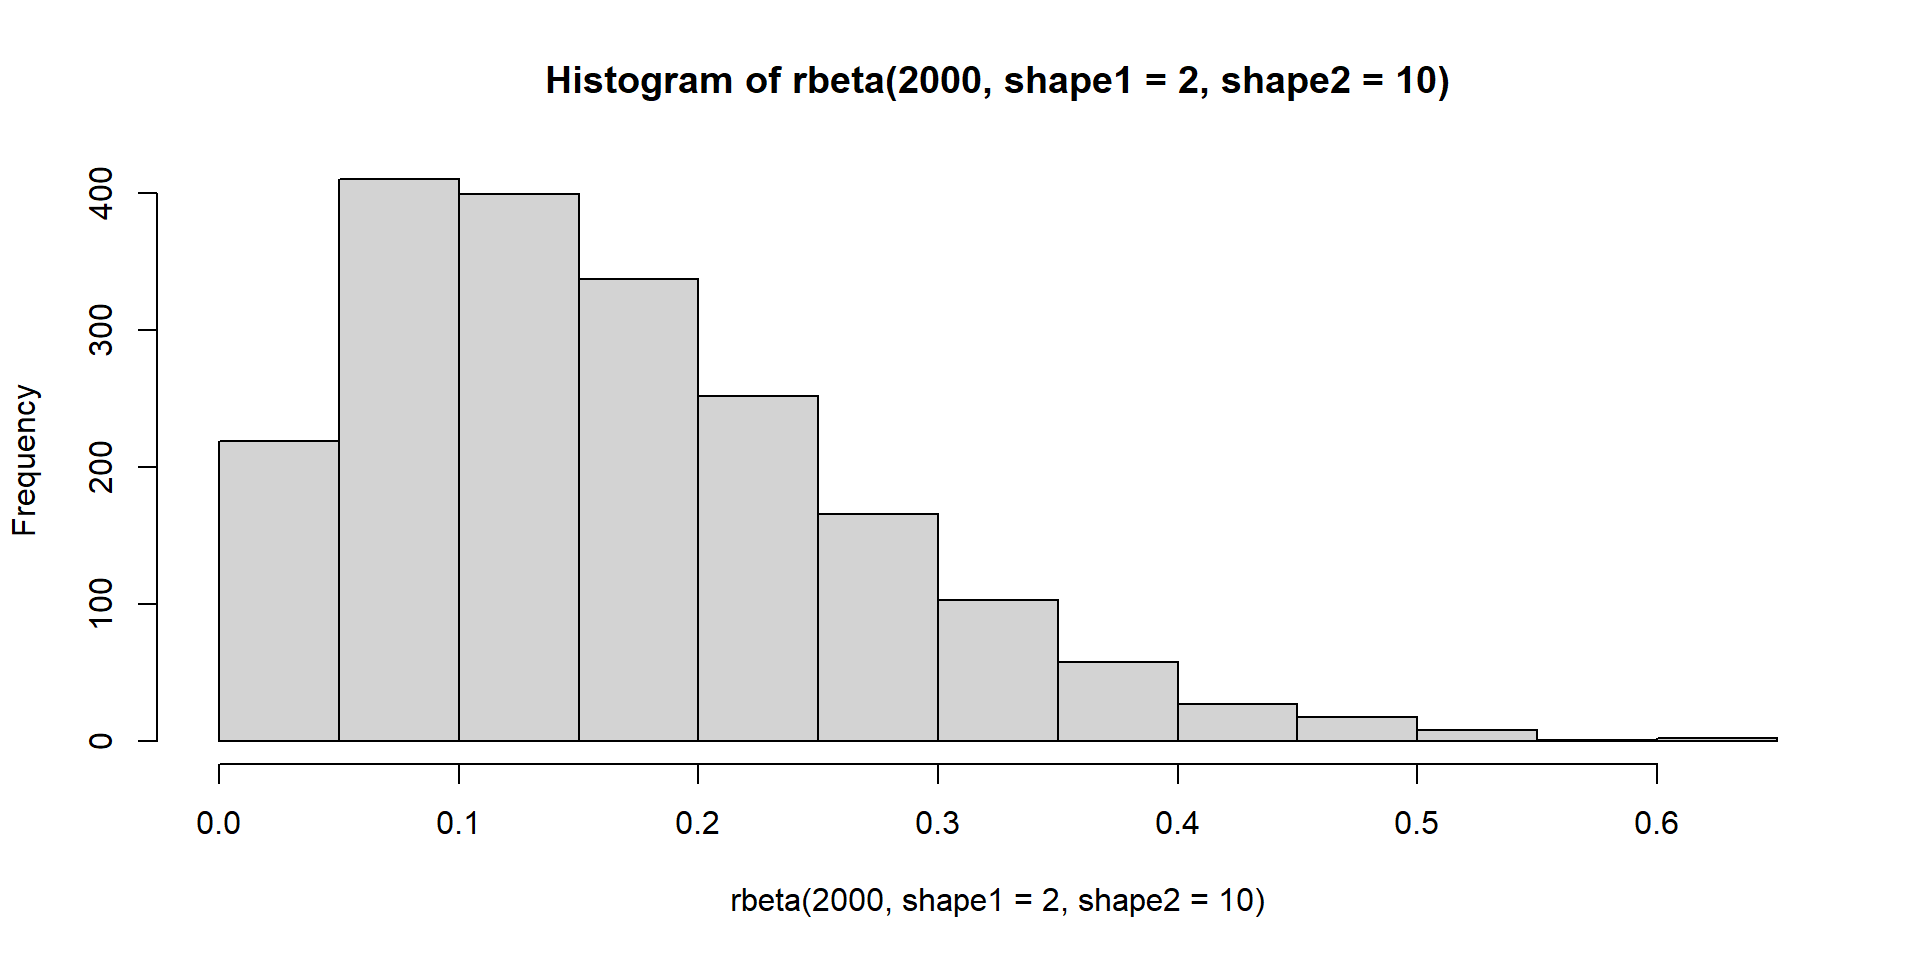 Histogram of rbeta(2000, shape1 = 2, shape2 = 10)
Frequency
400
300
200
100
0
0.0 0.1 0.2 0.3 0.4 0.5 0.6
rbeta(2000, shape1 = 2, shape2 = 10)